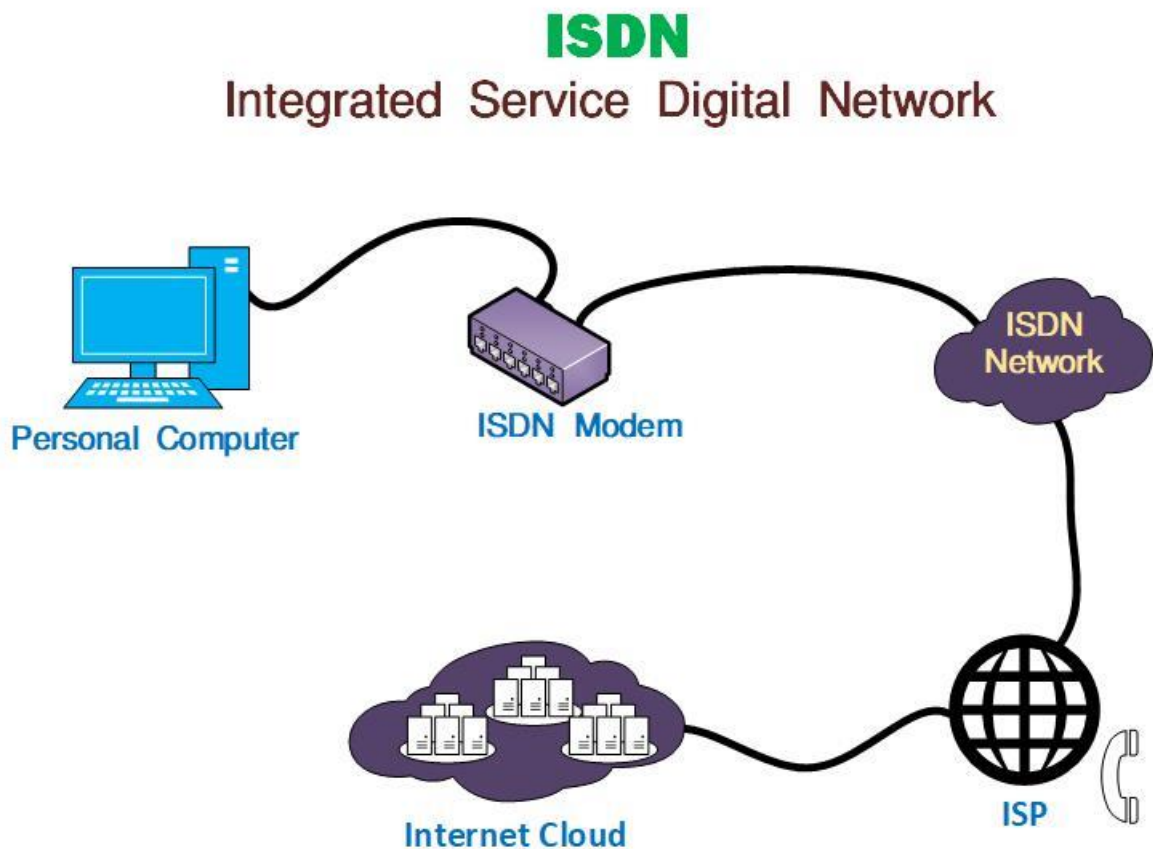 ISDN
Integrated Service Digital Network
ISDN
Network
Personal Computer
ISDN Modem
Internet Cloud
ISP